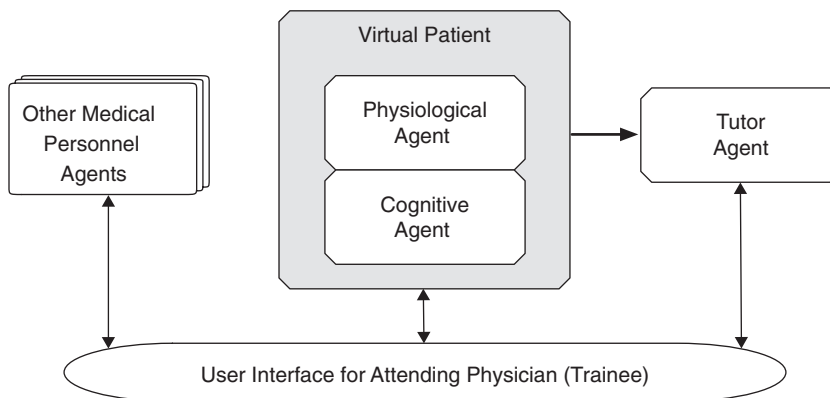 Virtual Patient
Other Medical
Personnel
Agents
Physiological
Agent
Cognitive
Agent
Tutor
Agent
User Interface for Attending Physician (Trainee)